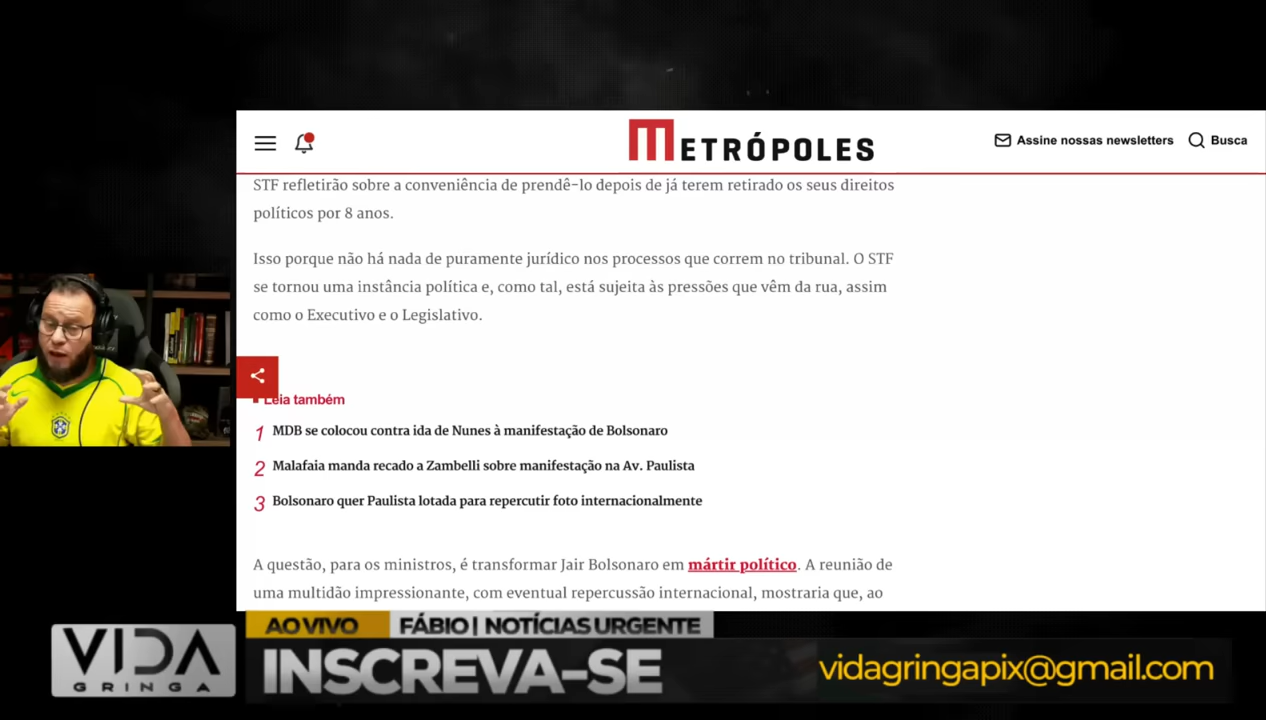 METRÓPOLES
Assine nossas newsletters
Busca
STF refletirão sobre a conveniência de prendê-lo depois de já terem retirado os seus direitos
políticos por 8 anos.
Isso porque não há nada de puramente jurídico nos processos que correm no tribunal. O STF
se tornou uma instância política e, como tal, está sujeita às pressões que vêm da rua, assim
como o Executivo e o Legislativo.
Leia também
1 MDB se colocou contra ida de Nunes à manifestação de Bolsonaro
2 Malafaia manda recado a Zambelli sobre manifestação na Av. Paulista
3 Bolsonaro quer Paulista lotada para repercutir foto internacionalmente
A questão, para os ministros, é transformar Jair Bolsonaro em mártir político. A reunião de
uma multidão impressionante, com eventual repercussão internacional, mostraria que, ao
AO VIVO FÁBIO | NOTÍCIAS URGENTE
VIDA
GRINGA
INSCREVA-SE
vidagringapix@gmail.com